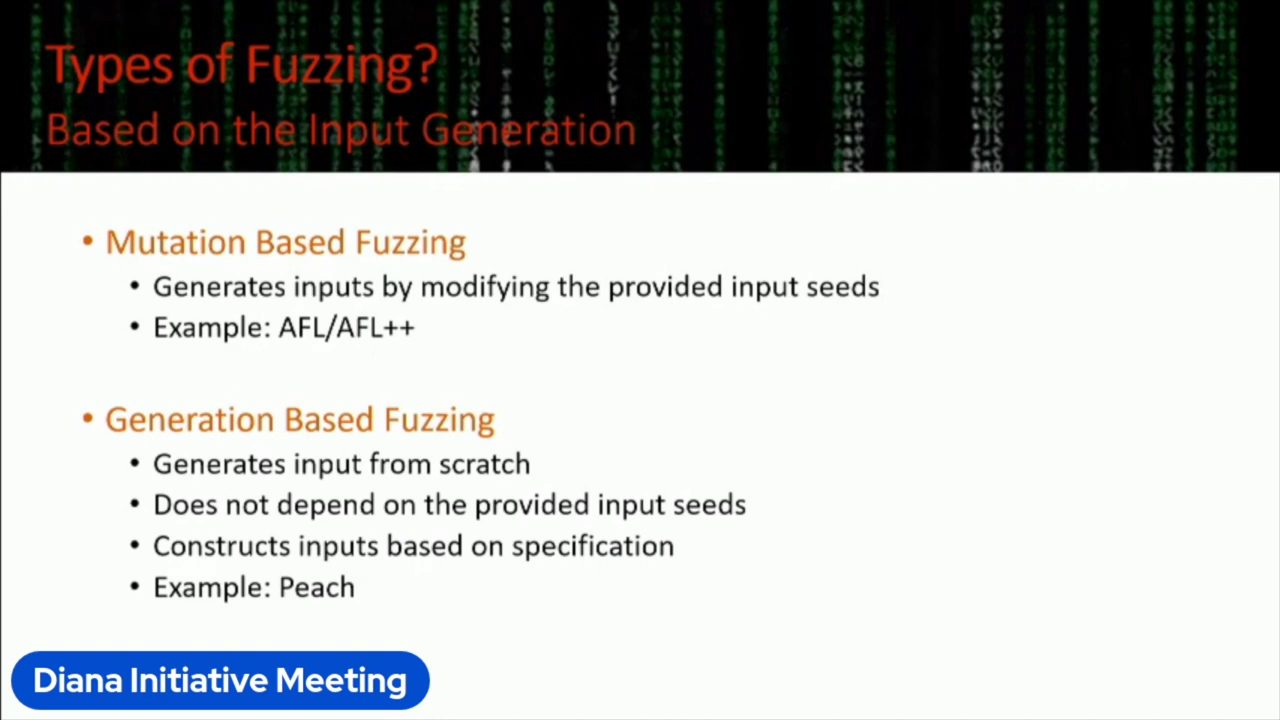 Types of Fuzzing?
Based on the Input Generation
• Mutation Based Fuzzing
• Generates inputs by modifying the provided input seeds
• Example: AFL/AFL++
• Generation Based Fuzzing
• Generates input from scratch
• Does not depend on the provided input seeds
• Constructs inputs based on specification
• Example: Peach
Diana Initiative Meeting